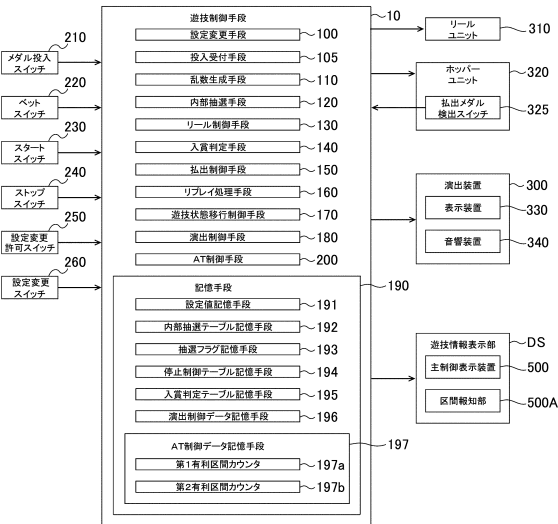 210
メダル投入
スイッチ
220
ベット
スイッチ
230
スタート
スイッチ
240
ストップ
スイッチ
250
設定変更
許可スイッチ
260
設定変更
スイッチ
遊技制御手段
10
設定変更手段
100
投入受付手段
105
乱数生成手段
110
内部抽選手段
120
リール制御手段
130
入賞判定手段
140
払出制御手段
150
リプレイ処理手段
160
遊技状態移行制御手段
170
演出制御手段
180
AT制御手段
200
記憶手段
190
設定値記憶手段
191
内部抽選テーブル記憶手段
192
抽選フラグ記憶手段
193
停止制御テーブル記憶手段
194
入賞判定テーブル記憶手段
195
演出制御データ記憶手段
196
AT制御データ記憶手段
197
第1有利区間カウンタ
197a
第2有利区間カウンタ
197b
リール
ユニット
310
ホッパー
ユニット
320
払出メダル
検出スイッチ
325
演出装置
300
表示装置
330
音響装置
340
遊技情報表示部
DS
主制御表示装置
500
区間報知部
500A